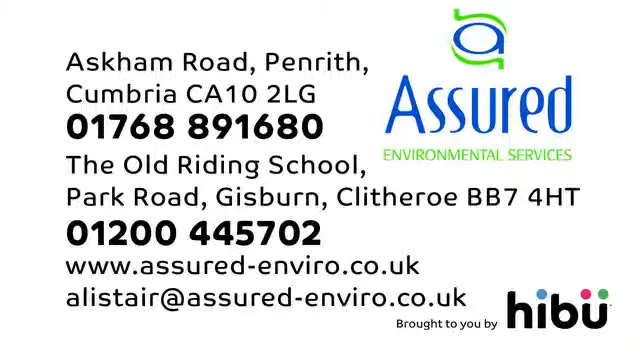 Askham Road, Penrith,
Cumbria CA10 2LG
01768 891680
The Old Riding School,
Park Road, Gisburn, Clitheroe BB7 4HT
01200 445702
www.assured-enviro.co.uk
alistair@assured-enviro.co.uk
a
Assured
ENVIRONMENTAL SERVICES
Brought to you by hibü